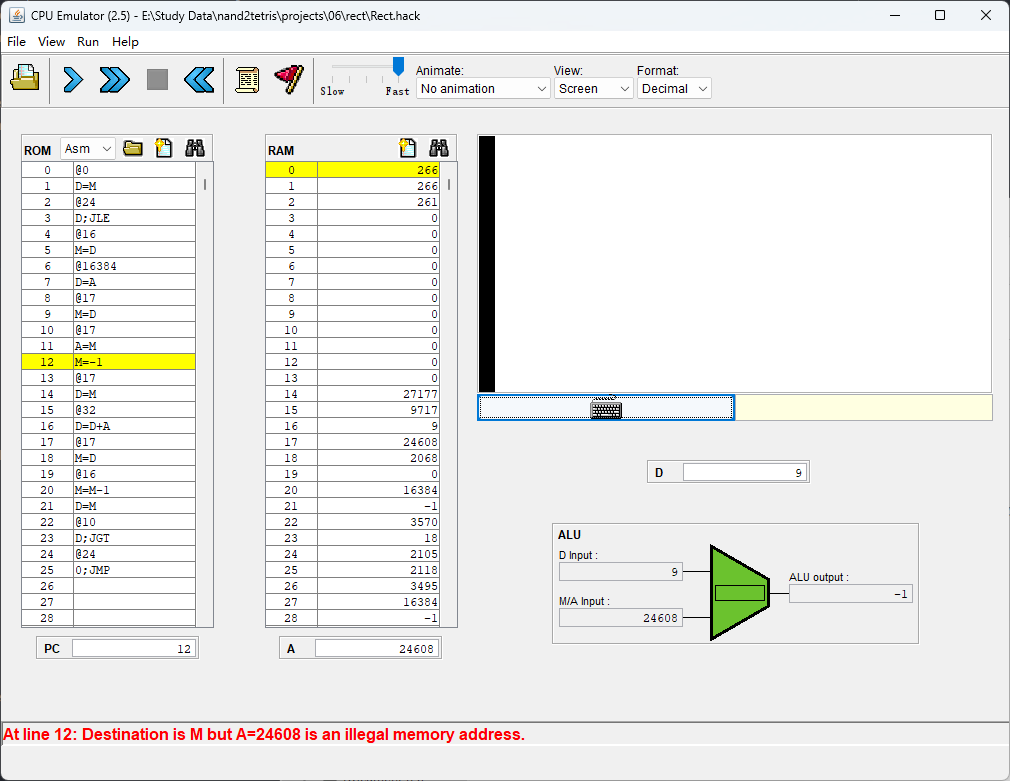 CPU Emulator (2.5) - E:\Study Data\nand2tetris\projects\06\rect\Rect.hack
File View Run Help
Slow Fast
Animate:
No animation
View:
Screen
Format:
Decimal
ROM Asm
0 @0
1 D=M
2 @24
3 D;JLE
4 @16
5 M=D
6 @16384
7 D=A
8 @17
9 M=D
10 @17
11 A=M
12 M=-1
13 @17
14 D=M
15 @32
16 D=D+A
17 @17
18 M=D
19 @16
20 M=M-1
21 D=M
22 @10
23 D;JGT
24 @24
25 0;JMP
26
27
28
PC 12
RAM
0 266
1 266
2 261
3 0
4 0
5 0
6 0
7 0
8 0
9 0
10 0
11 0
12 0
13 0
14 27177
15 9717
16 9
17 24608
18 2068
19 0
20 16384
21 -1
22 3570
23 18
24 2105
25 2118
26 3495
27 16384
28 -1
A 24608
D 9
ALU
D Input :
9
M/A Input :
24608
ALU output :
-1
At line 12: Destination is M but A=24608 is an illegal memory address.